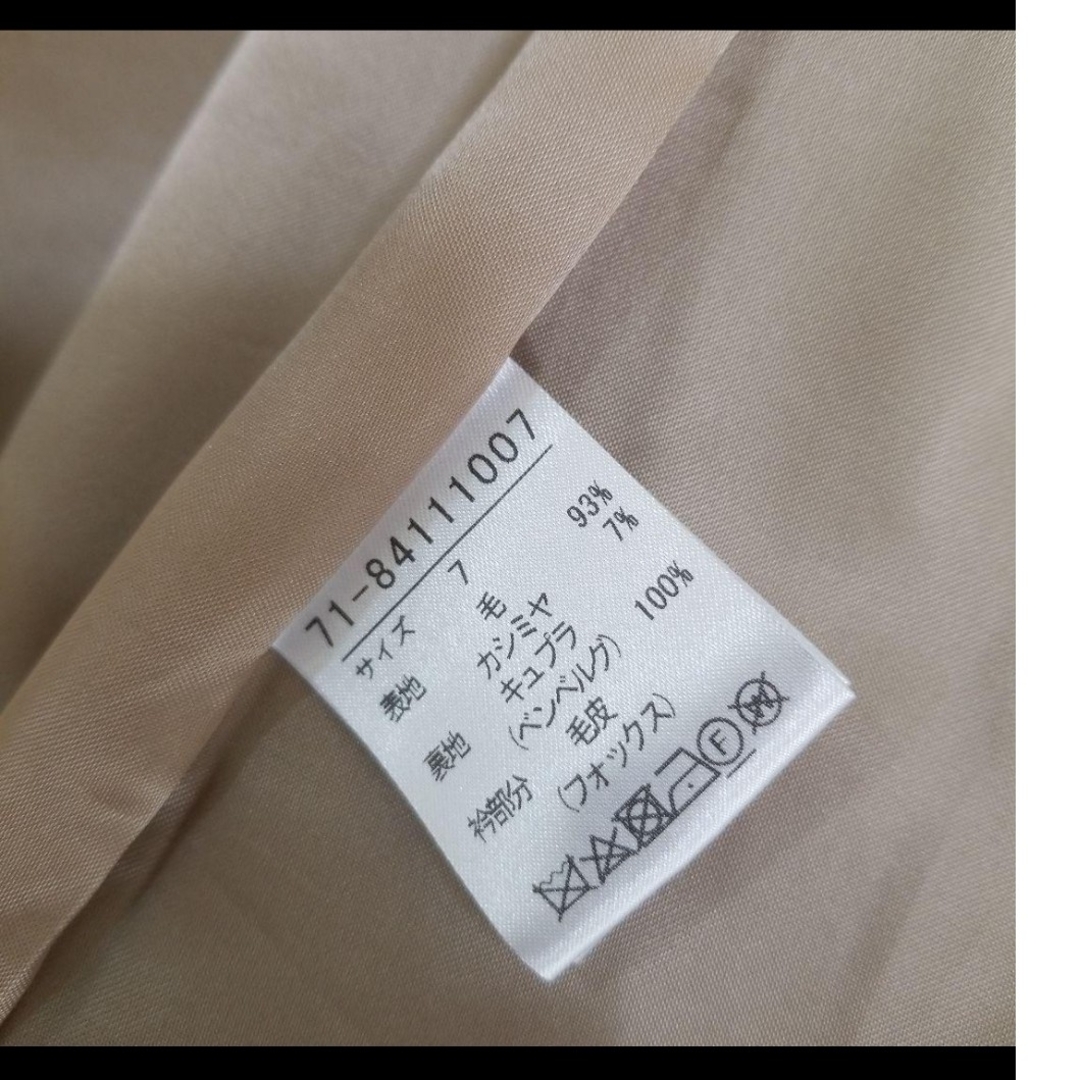 71-84111007
サイズ 7
表地 毛 93%
カシミヤ 7%
裏地 キュプラ 100%
(ベンベルグ)
衿部分 毛皮
(フォックス)
F
W